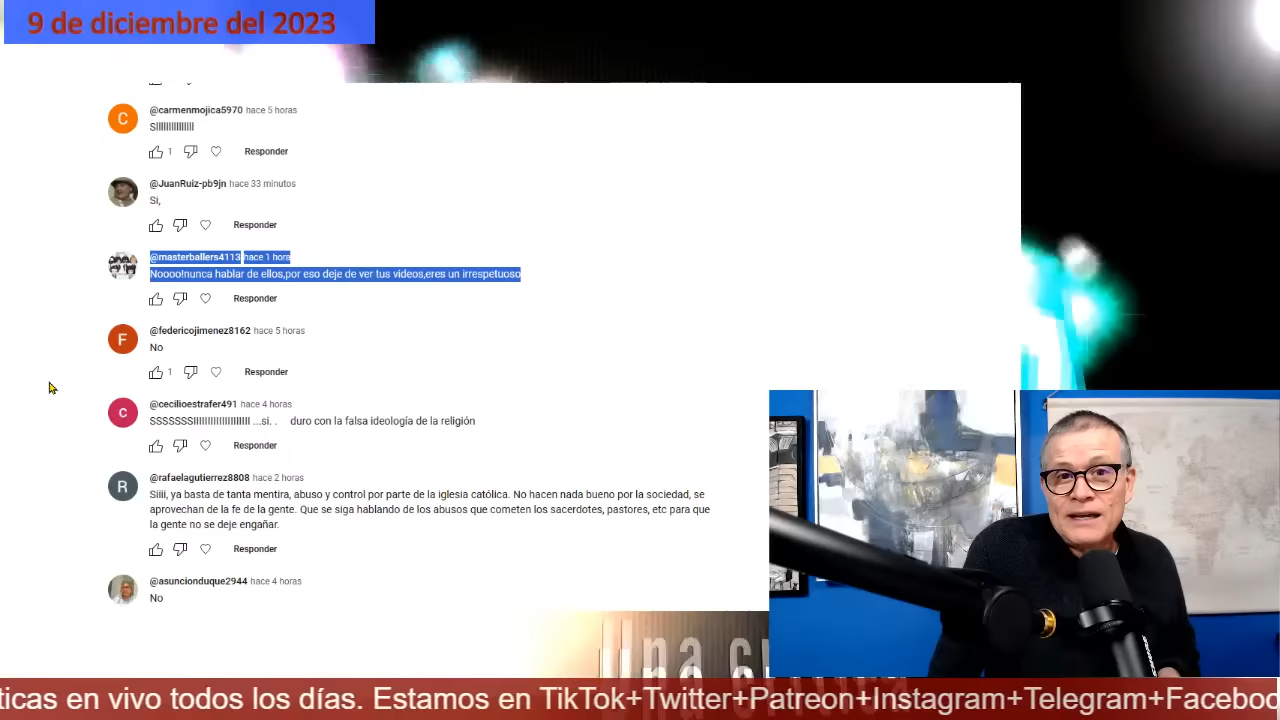 9 de diciembre del 2023
@carmenmojica5970 hace 5 horas
SIIIIIIIIIIIIIII
1 Responder
@JuanRuiz-pb9jn hace 33 minutos
Si,
Responder
@masterballers4113 hace 1 hora
Noooo!nunca hablar de ellos,por eso deje de ver tus videos,eres un irrespetuoso
Responder
F
@federicojimenez8162 hace 5 horas
No
1 Responder
C
@cecilioestrafer491 hace 4 horas
SSSSSSSIIIIIIIIIIIIIIIIIIII ...si. . duro con la falsa ideología de la religión
Responder
R
@rafaelagutierrez8808 hace 2 horas
Siiii, ya basta de tanta mentira, abuso y control por parte de la iglesia católica. No hacen nada bueno por la sociedad, se
aprovechan de la fe de la gente. Que se siga hablando de los abusos que cometen los sacerdotes, pastores, etc para que
la gente no se deje engañar.
Responder
@asuncionduque2944 hace 4 horas
No
una
ticas en vivo todos los días. Estamos en TikTok+Twitter+Patreon+Instagram+Telegram+Faceboo